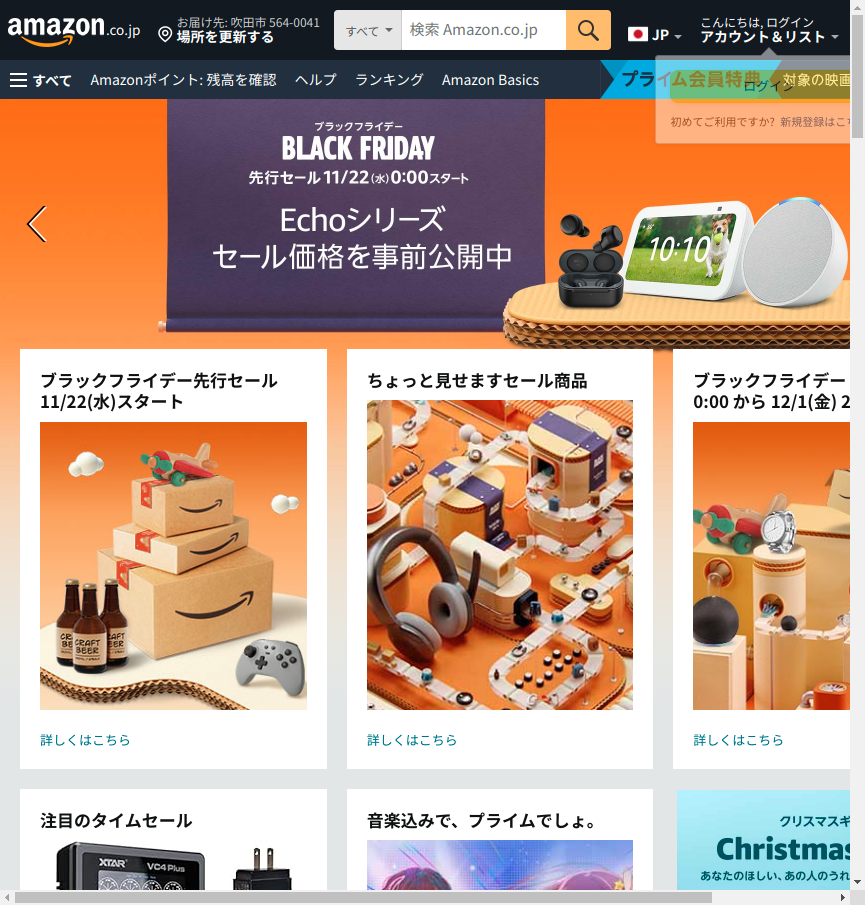 amazon.co.jp
お届け先: 吹田市 564-0041
場所を更新する
すべて
検索 Amazon.co.jp
JP
こんにちは, ログイン
アカウント＆リスト
すべて
Amazonポイント: 残高を確認
ヘルプ
ランキング
Amazon Basics
プライム会員特典
対象の映画
ログイン
初めてご利用ですか? 新規登録はこち
ブラックフライデー
BLACK FRIDAY
先行セール 11/22(水)0:00スタート
Echoシリーズ
セール価格を事前公開中
10:10
ブラックフライデー先行セール
11/22(水)スタート
CRAFT
BEER
詳しくはこちら
ちょっと見せますセール商品
詳しくはこちら
ブラックフライデー
0:00 から 12/1(金) 2
詳しくはこちら
注目のタイムセール
XTAR
VC4 Plus
音楽込みで、プライムでしょ。
クリスマスギ
Christmas
あなたのほしい、あの人のうれ